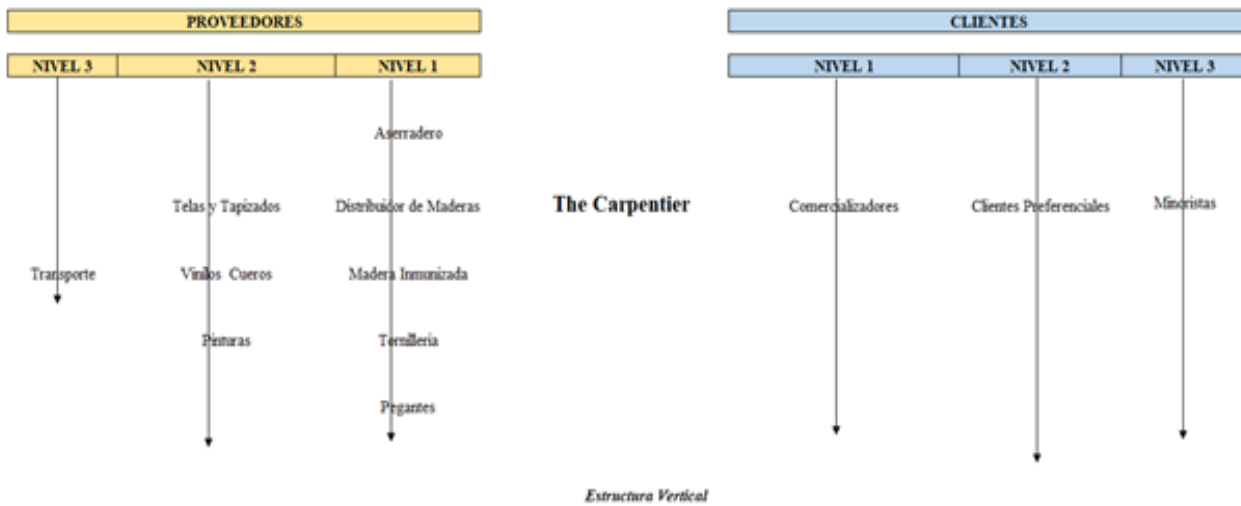 PROVEEDORES
CLIENTES
NIVEL 3 NIVEL 2 NIVEL 1
NIVEL 1 NIVEL 2 NIVEL 3
Aserradero
Telas y Tapizados Distribuidor de Maderas The Carpentier Comercializadores Clientes Preferenciales Minoristas
Transporte Vinilos Cueros Madera Inmunizada
Pinturas Tornilleria
Pegantes
Estructura Vertical